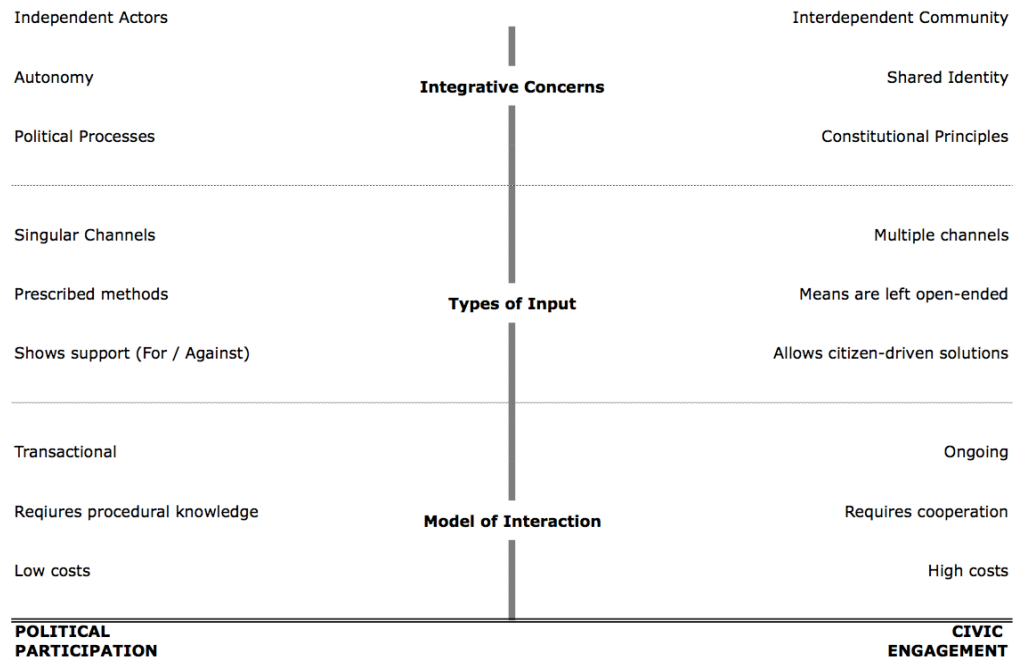 Independent Actors
Interdependent Community
Autonomy
Shared Identity
Integrative Concerns
Political Processes
Constitutional Principles
Singular Channels
Multiple channels
Prescribed methods
Means are left open-ended
Types of Input
Shows support (For / Against)
Allows citizen-driven solutions
Transactional
Ongoing
Reqiures procedural knowledge
Requires cooperation
Model of Interaction
Low costs
High costs
POLITICAL
PARTICIPATION
CIVIC
ENGAGEMENT